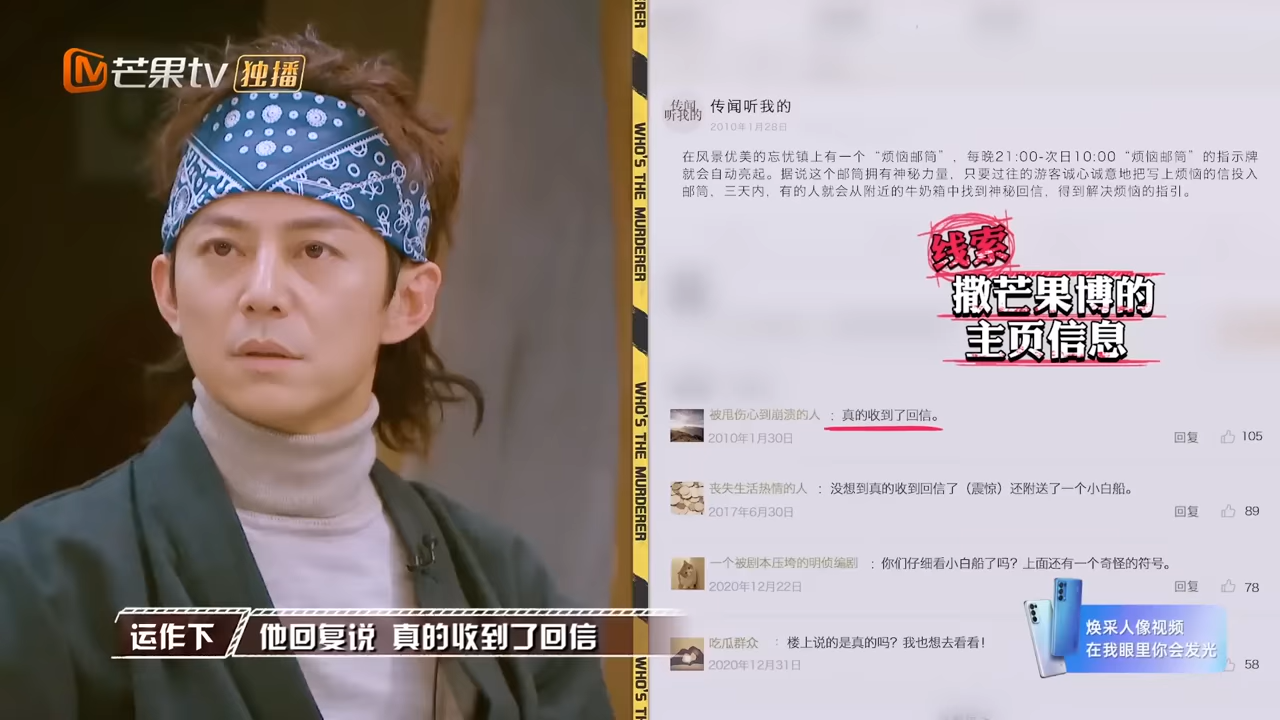 芒果tv 独播
WHO'S THE MURDERER
WHO'S THE MURDERER
传闻听我的
传闻听我的
2010年1月28日
在风景优美的忘忧镇上有一个“烦恼邮筒”，每晚21:00-次日10:00“烦恼邮筒”的指示牌
就会自动亮起。据说这个邮筒拥有神秘力量，只要过往的游客诚心诚意地把写上烦恼的信投入
邮筒，三天内，有的人就会从附近的牛奶箱中找到神秘回信，得到解决烦恼的指引。
线索
撒芒果博的
主页信息
被甩伤心到崩溃的人：真的收到了回信。
2010年1月30日
回复 105
丧失生活热情的人：没想到真的收到回信了（震惊）还附送了一个小白船。
2017年6月30日
回复 89
一个被剧本压垮的明侦编剧：你们仔细看小白船了吗？上面还有一个奇怪的符号。
2020年12月22日
回复 78
吃瓜群众：楼上说的是真的吗？我也想去看看！
2020年12月31日
58
焕采人像视频
在我眼里你会发光
运作下 他回复说 真的收到了回信